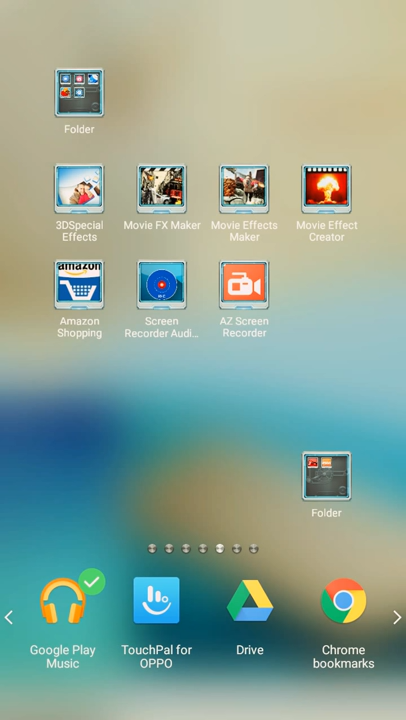 Folder
3DSpecial
Effects
Movie FX Maker
Movie Effects
Maker
Movie Effect
Creator
amazon
Amazon
Shopping
Screen
Recorder Audi...
AZ Screen
Recorder
Folder
Google Play
Music
TouchPal for
OPPO
Drive
Chrome
bookmarks